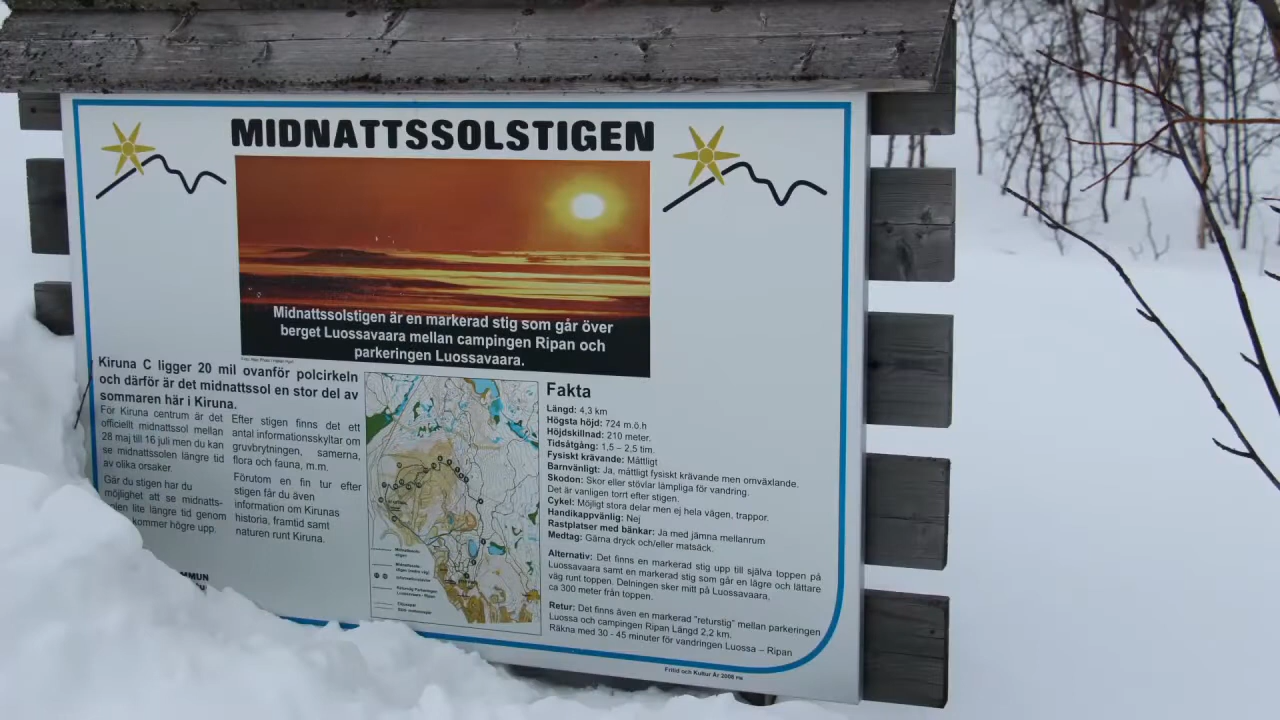 MIDNATTSSOLSTIGEN
Midnattssolstigen är en markerad stig som går över
berget Luossavaara mellan campingen Ripan och
parkeringen Luossavaara.
Kiruna C ligger 20 mil ovanför polcirkeln
och därför är det midnattssol en stor del av
sommaren här i Kiruna.
För Kiruna centrum är det
officiellt midnattssol mellan
28 maj till 16 juli men du kan
se midnattssolen längre tid
av olika orsaker.
Går du stigen har du
möjlighet att se midnatts-
len lite längre tid genom
kommer högre upp.
Efter stigen finns det ett
antal informationsskyltar om
gruvbrytningen, samerna,
flora och fauna, m.m.
Förutom en fin tur efter
stigen får du även
information om Kirunas
historia, framtid samt
naturen runt Kiruna.
MMUN
Fakta
Längd: 4,3 km
Högsta höjd: 724 m.ö.h
Höjdskillnad: 210 meter.
Tidsåtgång: 1,5 – 2,5 tim.
Fysiskt krävande: Måttligt
Barnvänligt: Ja, måttligt fysiskt krävande men omväxlande.
Skodon: Skor eller stövlar lämpliga för vandring.
Det är vanligen torrt efter stigen.
Cykel: Möjligt stora delar men ej hela vägen, trappor.
Handikappvänlig: Nej
Rastplatser med bänkar: Ja med jämna mellanrum
Medtag: Gärna dryck och/eller matsäck.
Alternativ: Det finns en markerad stig upp till själva toppen på
Luossavaara samt en markerad stig som går en lägre och lättare
väg runt toppen. Delningen sker mitt på Luossavaara.
ca 300 meter från toppen.
Retur: Det finns även en markerad "returstig" mellan parkeringen
Luossa och campingen Ripan Längd 2,2 km.
Räkna med 30 - 45 minuter för vandringen Luossa – Ripan
Fritid och Kultur År 2008